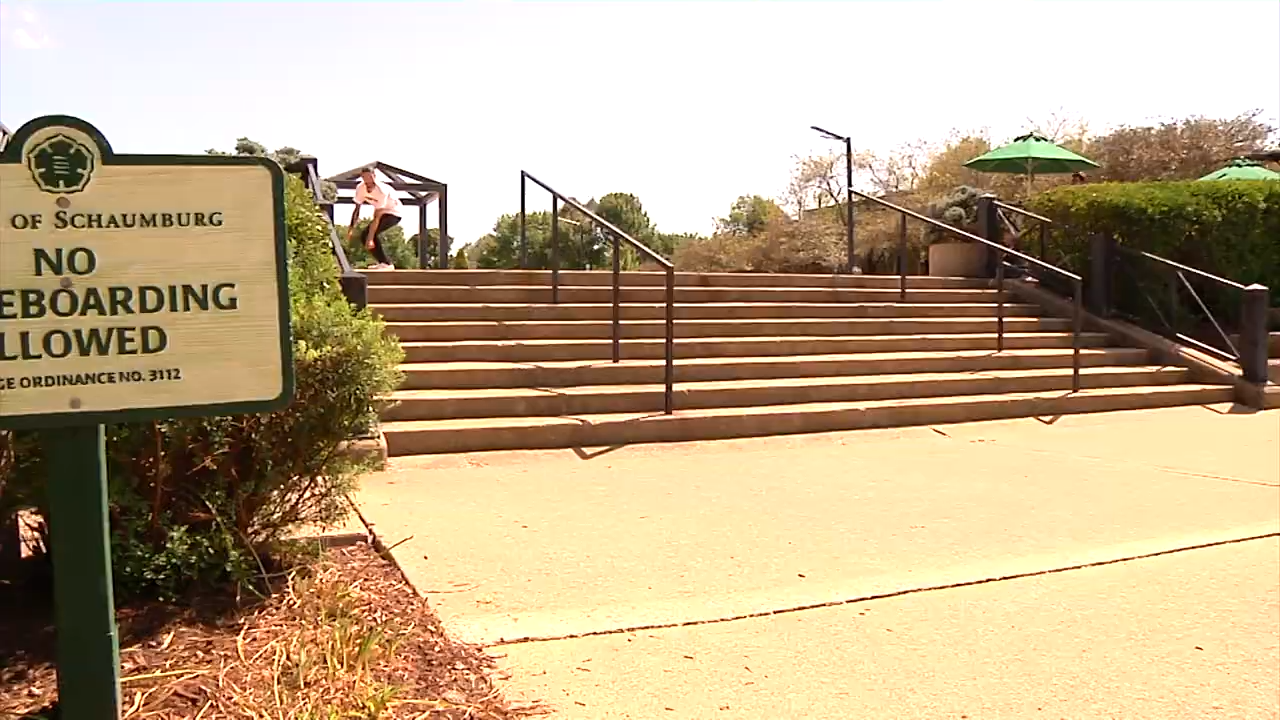 OF SCHAUMBURG
NO
EBOARDING
LLOWED
GE ORDINANCE NO. 3112